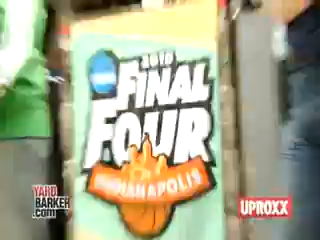 2010
FINAL
FOUR
INDIANAPOLIS
YARD
BARKER
.com
UPROXX